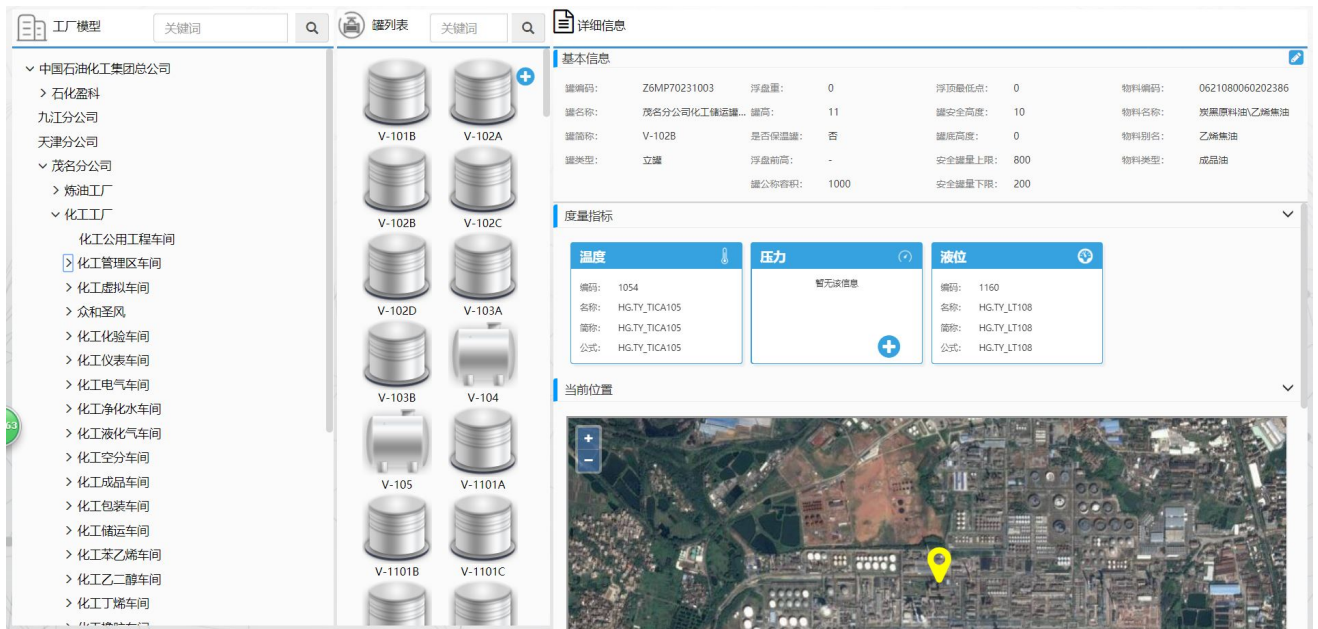 工厂模型
关键词
中国石油化工集团总公司
石化盈科
九江分公司
天津分公司
茂名分公司
炼油工厂
化工工厂
化工公用工程车间
化工管理区车间
化工虚拟车间
众和圣风
化工化验车间
化工仪表车间
化工电气车间
化工净化水车间
化工液化气车间
化工空分车间
化工成品车间
化工包装车间
化工储运车间
化工苯乙烯车间
化工乙二醇车间
化工丁烯车间
63
罐列表
关键词
V-101B V-102A
V-102B V-102C
V-102D V-103A
V-103B V-104
V-105 V-1101A
V-1101B V-1101C
详细信息
基本信息
罐编码: Z6MP70231003 浮盘重: 0 浮顶最低点: 0 物料编码: 0621080060202386
罐名称: 茂名分公司化工储运罐... 罐高: 11 罐安全高度: 10 物料名称: 炭黑原料油\乙烯焦油
罐简称: V-102B 是否保温罐: 否 罐底高度: 0 物料别名: 乙烯焦油
罐类型: 立罐 浮盘前高: - 安全罐量上限: 800 物料类型: 成品油
罐公称容积: 1000 安全罐量下限: 200
度量指标
温度
编码: 1054
名称: HG.TY_TICA105
简称: HG.TY_TICA105
公式: HG.TY_TICA105
压力
暂无该信息
液位
编码: 1160
名称: HG.TY_LT108
简称: HG.TY_LT108
公式: HG.TY_LT108
当前位置